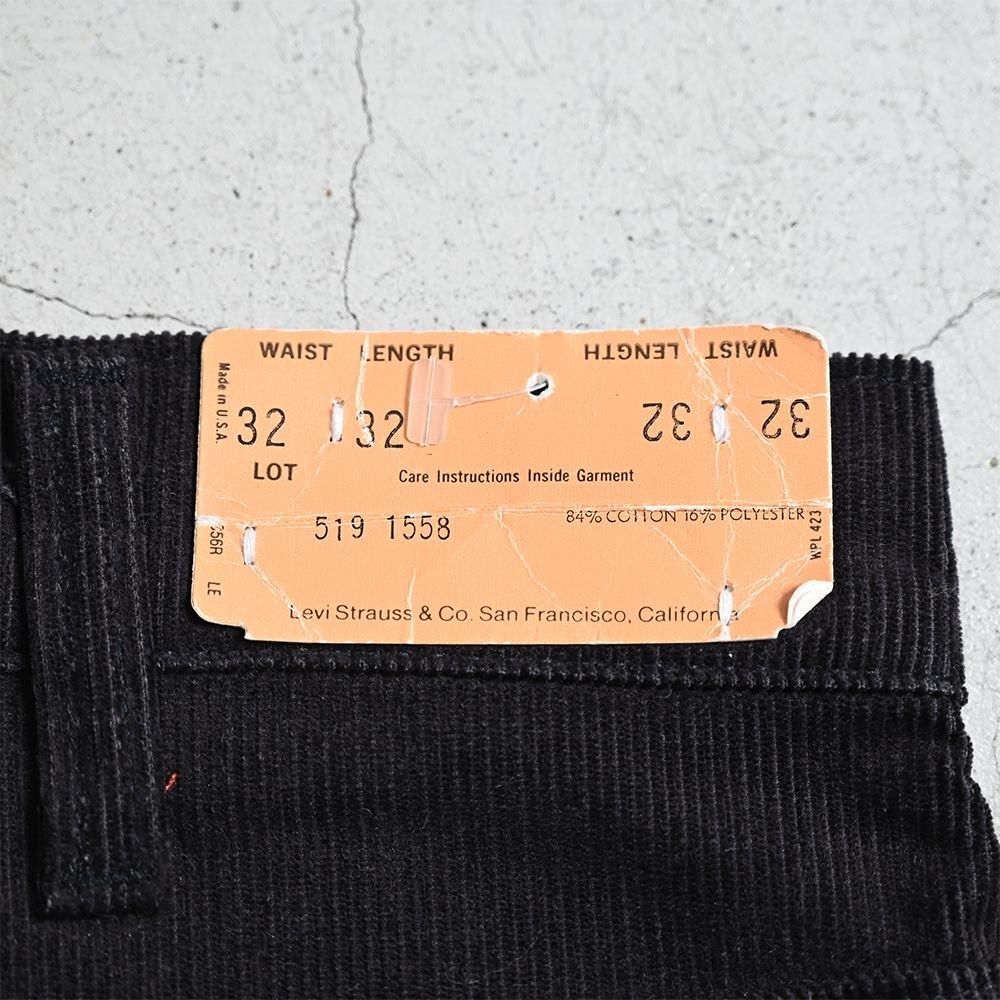 WAIST LENGTH
WAIST LENGTH
Made in U.S.A.
32 32
32 32
LOT
Care Instructions Inside Garment
519 1558
84% COTTON 16% POLYESTER
WPL 423
LE
Levi Strauss & Co. San Francisco, California